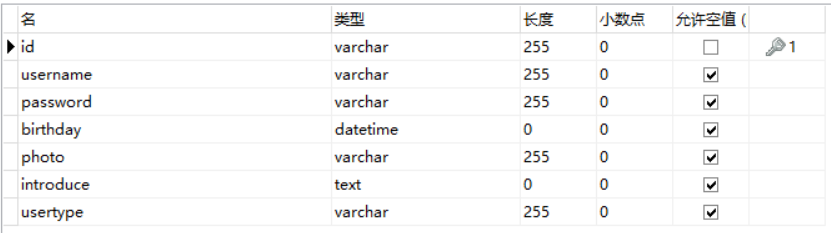 名 类型 长度 小数点 允许空值 (
id varchar 255 0 1
username varchar 255 0
password varchar 255 0
birthday datetime 0 0
photo varchar 255 0
introduce text 0 0
usertype varchar 255 0